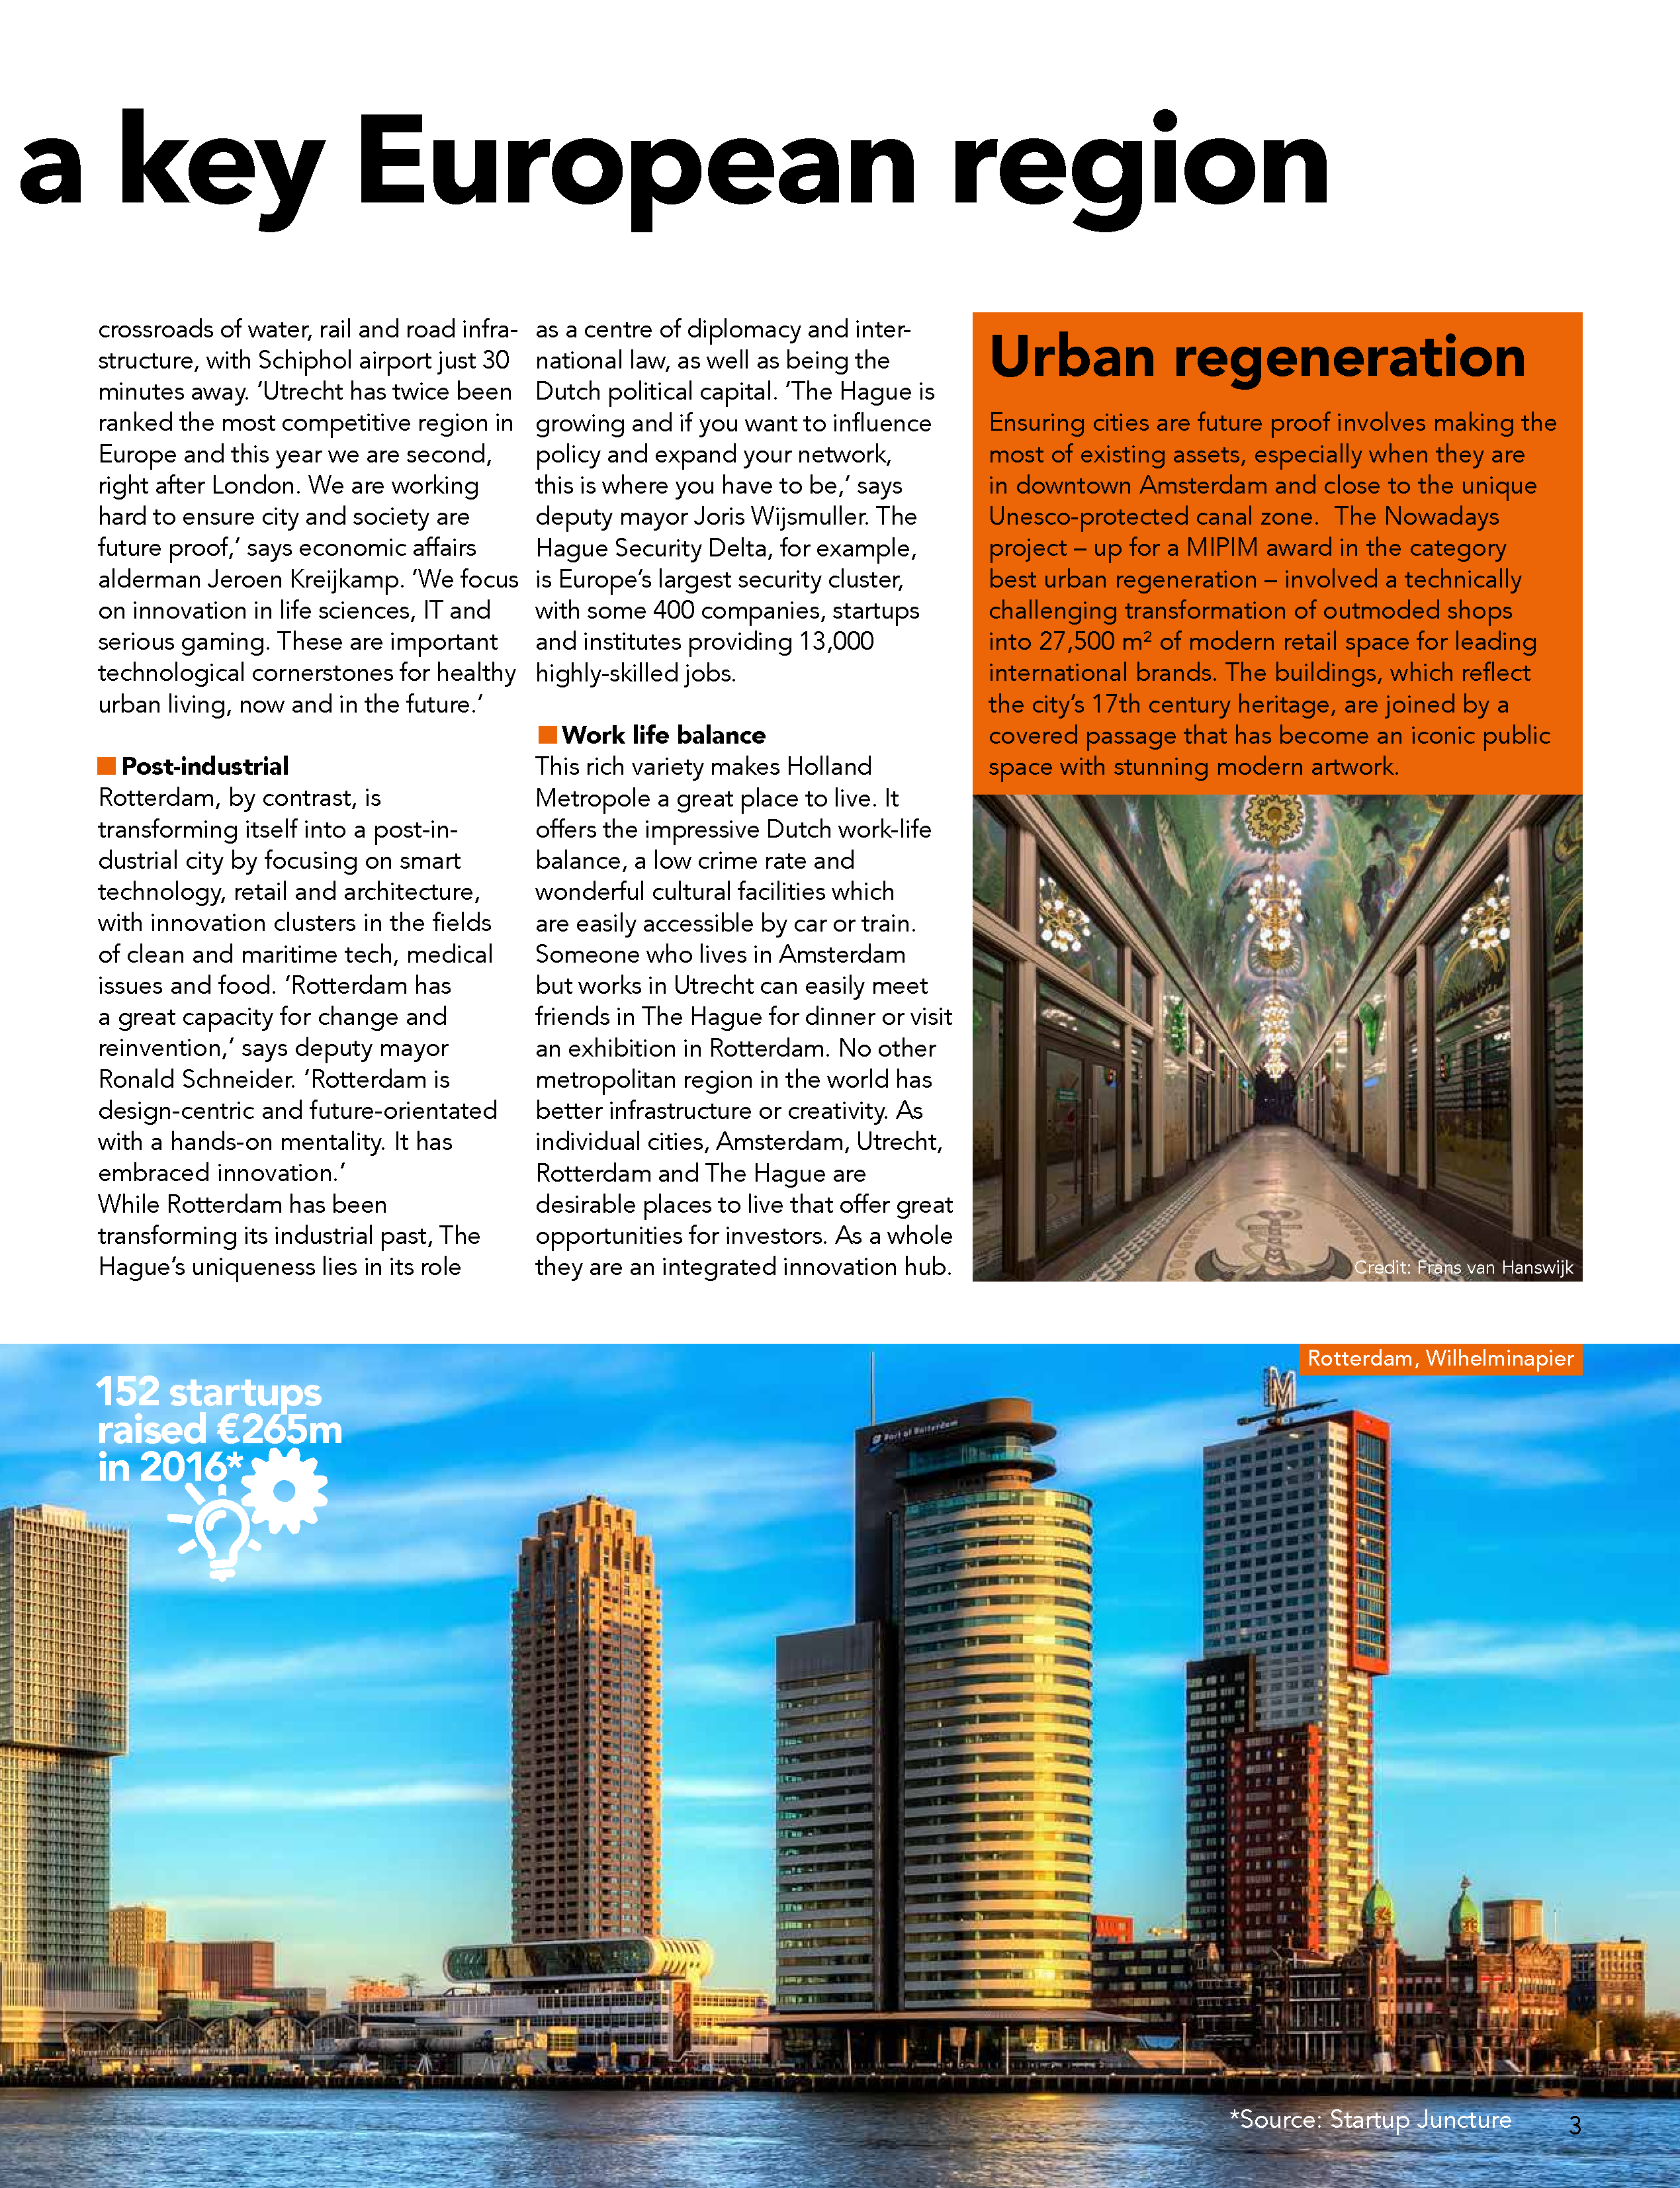 a key European region
crossroads of water, rail and road infra-
structure, with Schiphol airport just 30
minutes away. ‘Utrecht has twice been
ranked the most competitive region in
Europe and this year we are second,
right after London. We are working
hard to ensure city and society are
future proof,’ says economic affairs
alderman Jeroen Kreijkamp. ‘We focus
on innovation in life sciences, IT and
serious gaming. These are important
technological cornerstones for healthy
urban living, now and in the future.’
Post-industrial
Rotterdam, by contrast, is
transforming itself into a post-in-
dustrial city by focusing on smart
technology, retail and architecture,
with innovation clusters in the fields
of clean and maritime tech, medical
issues and food. ‘Rotterdam has
a great capacity for change and
reinvention,’ says deputy mayor
Ronald Schneider. ‘Rotterdam is
design-centric and future-orientated
with a hands-on mentality. It has
embraced innovation.’
While Rotterdam has been
transforming its industrial past, The
Hague’s uniqueness lies in its role
as a centre of diplomacy and inter-
national law, as well as being the
Dutch political capital. ‘The Hague is
growing and if you want to influence
policy and expand your network,
this is where you have to be,’ says
deputy mayor Joris Wijsmuller. The
Hague Security Delta, for example,
is Europe’s largest security cluster,
with some 400 companies, startups
and institutes providing 13,000
highly-skilled jobs.
Work life balance
This rich variety makes Holland
Metropole a great place to live. It
offers the impressive Dutch work-life
balance, a low crime rate and
wonderful cultural facilities which
are easily accessible by car or train.
Someone who lives in Amsterdam
but works in Utrecht can easily meet
friends in The Hague for dinner or visit
an exhibition in Rotterdam. No other
metropolitan region in the world has
better infrastructure or creativity. As
individual cities, Amsterdam, Utrecht,
Rotterdam and The Hague are
desirable places to live that offer great
opportunities for investors. As a whole
they are an integrated innovation hub.
Urban regeneration
Ensuring cities are future proof involves making the
most of existing assets, especially when they are
in downtown Amsterdam and close to the unique
Unesco-protected canal zone.  The Nowadays
project – up for a MIPIM award in the category
best urban regeneration – involved a technically
challenging transformation of outmoded shops
into 27,500 m² of modern retail space for leading
international brands. The buildings, which reflect
the city’s 17th century heritage, are joined by a
covered passage that has become an iconic public
space with stunning modern artwork.
Credit: Frans van Hanswijk
Rotterdam, Wilhelminapier
152 startups
raised €265m
in 2016*
M
Port of Rotterdam
*Source: Startup Juncture
3